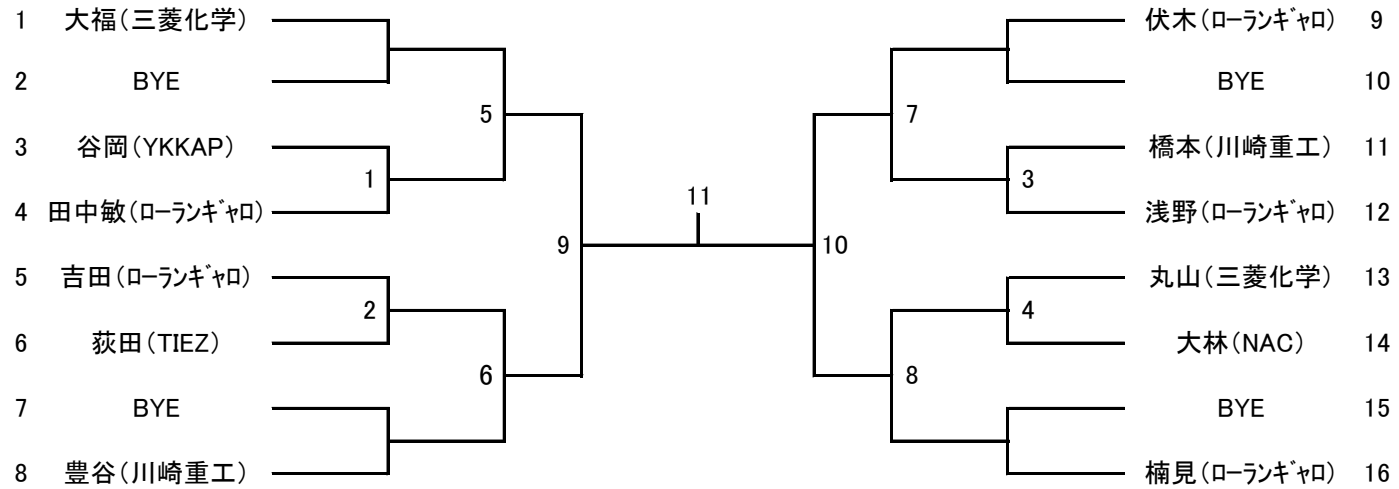 1 大福(三菱化学) 伏木(ﾛｰﾗﾝｷﾞｬﾛ) 9
2 BYE BYE 10
5 7
3 谷岡(YKKAP) 橋本(川崎重工) 11
1 3
4 田中敏(ﾛｰﾗﾝｷﾞｬﾛ) 11 浅野(ﾛｰﾗﾝｷﾞｬﾛ) 12
9 10
5 吉田(ﾛｰﾗﾝｷﾞｬﾛ) 丸山(三菱化学) 13
2 4
6 荻田(TIEZ) 大林(NAC) 14
6 8
7 BYE BYE 15
8 豊谷(川崎重工) 楠見(ﾛｰﾗﾝｷﾞｬﾛ) 16